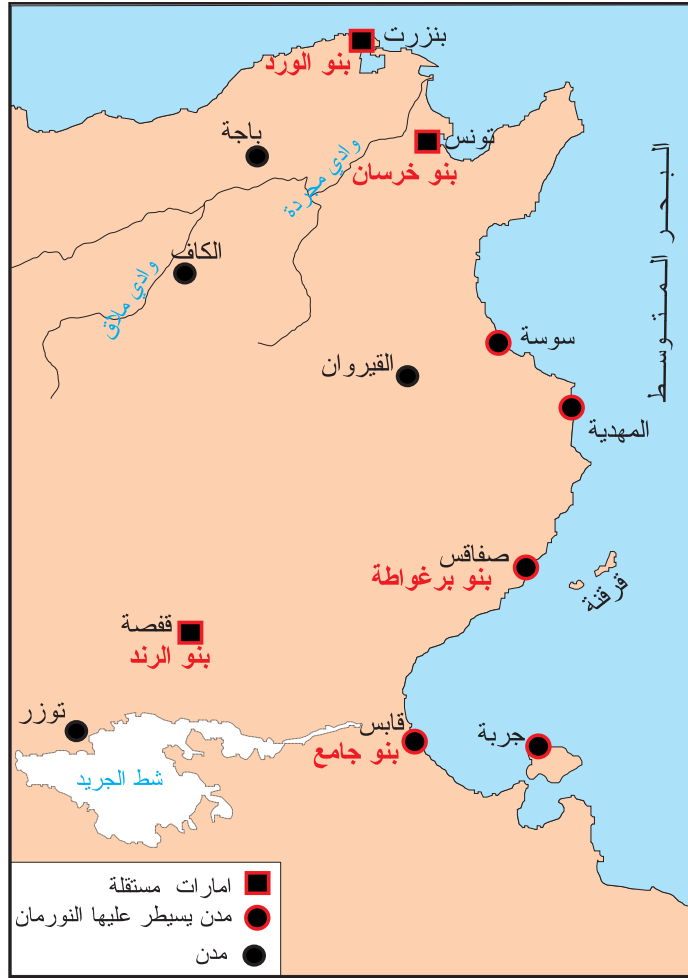 بنزرت
بنو الورد
باجة
وادي مجردة
تونس
بنو خرسان
البحر المتوسط
الكاف
وادي ملاق
سوسة
القيروان
المهدية
صفاقس
بنو برغواطة
قرقنة
قفصة
بنو الرند
توزر
قابس
بنو جامع
جربة
شط الجريد
امارات مستقلة
مدن يسيطر عليها النورمان
مدن